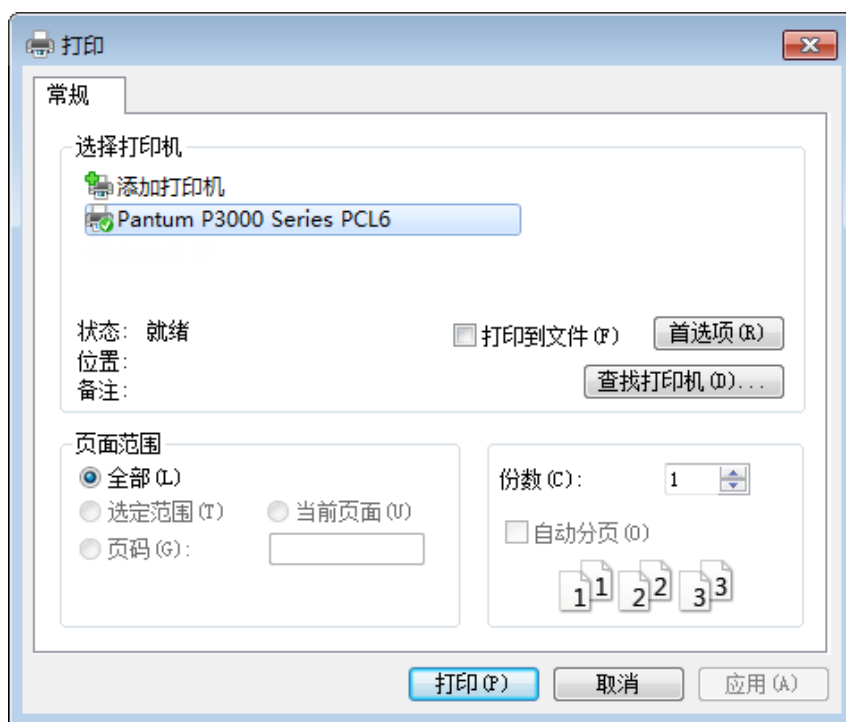 打印
常规
选择打印机
添加打印机
Pantum P3000 Series PCL6
状态: 就绪
打印到文件(F) 首选项(R)
位置:
备注:
查找打印机(D)...
页面范围
全部(L)
选定范围(T) 当前页面(U)
页码(G):
份数(C): 1
自动分页(O)
1 1 2 2 3 3
打印(P) 取消 应用(A)